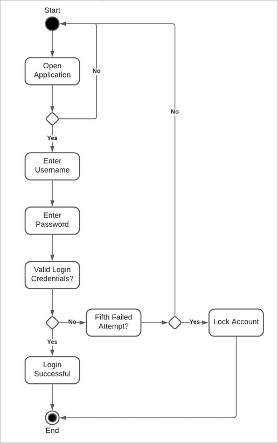 Start
Open
Application
No
Yes
Enter
Username
No
Enter
Password
Valid Login
Credentials?
No
Fifth Failed
Attempt?
Yes
Lock Account
Yes
Login
Successful
End